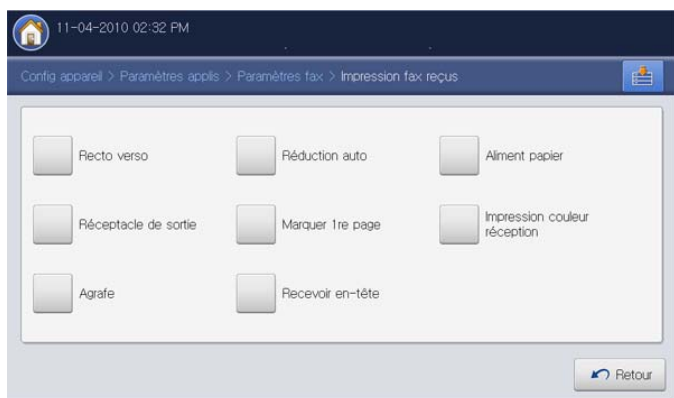 11-04-2010 02:32 PM
Config appareil > Paramètres applis > Paramètres fax > Impression fax reçus
Recto verso
Réduction auto
Aliment papier
Réceptacle de sortie
Marquer 1re page
Impression couleur
réception
Agrafe
Recevoir en-tête
Retour